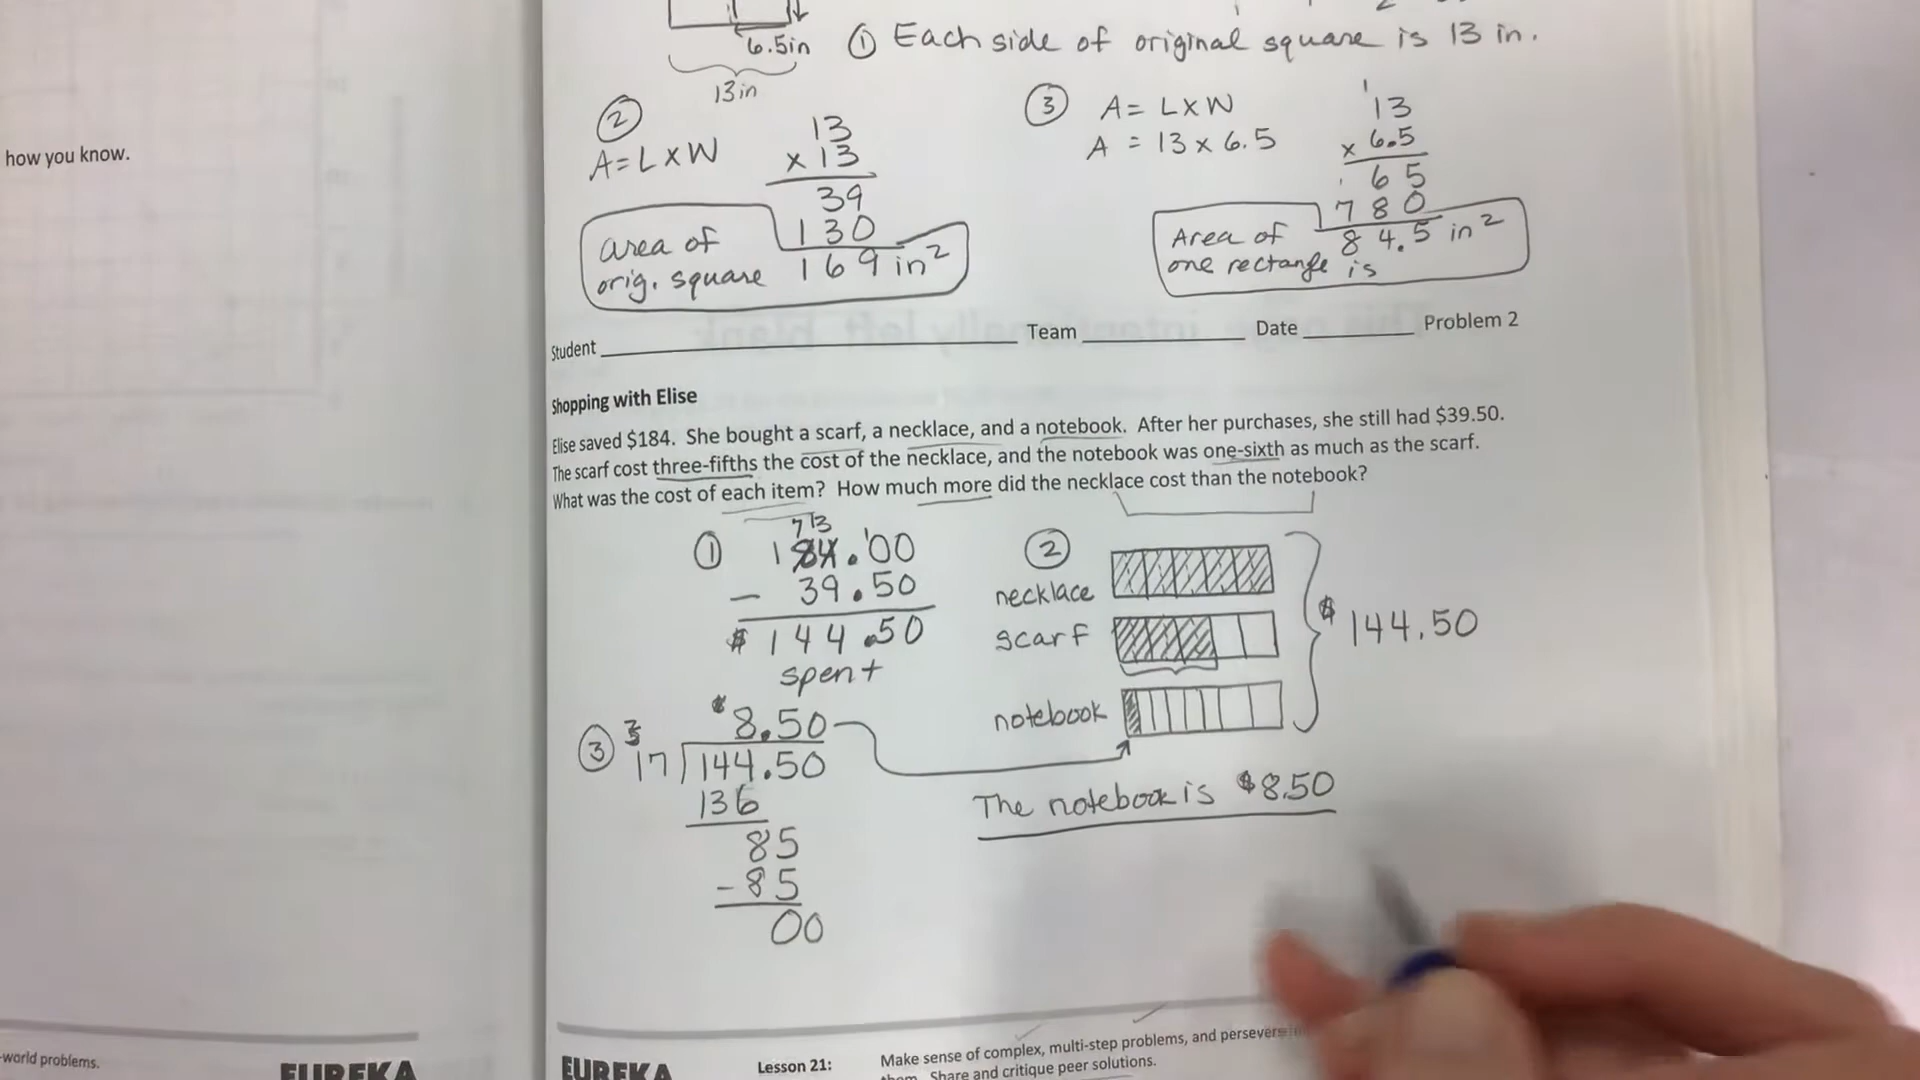 6.5in
① Each side of original square is 13 in.
13in
②
A=LxW
13
x 13
39
130
169 in²
area of
orig. square
③ A= LxW
A = 13 x 6.5
1
13
x 6.5
65
780
84.5 in²
Area of
one rectangle is
how you know.
Student Team Date Problem 2
Shopping with Elise
Elise saved $184. She bought a scarf, a necklace, and a notebook. After her purchases, she still had $39.50.
The scarf cost three-fifths the cost of the necklace, and the notebook was one-sixth as much as the scarf.
What was the cost of each item? How much more did the necklace cost than the notebook?
①
7 13
184.100
- 39.50
$144.50
spent
②
necklace
scarf
notebook
$144.50
③
$8.50
17 144.50
136
85
-85
00
The notebook is $8.50
-world problems.
EUREKA
EUREKA
Lesson 21:
Make sense of complex, multi-step problems, and persevere
Share and critique peer solutions.